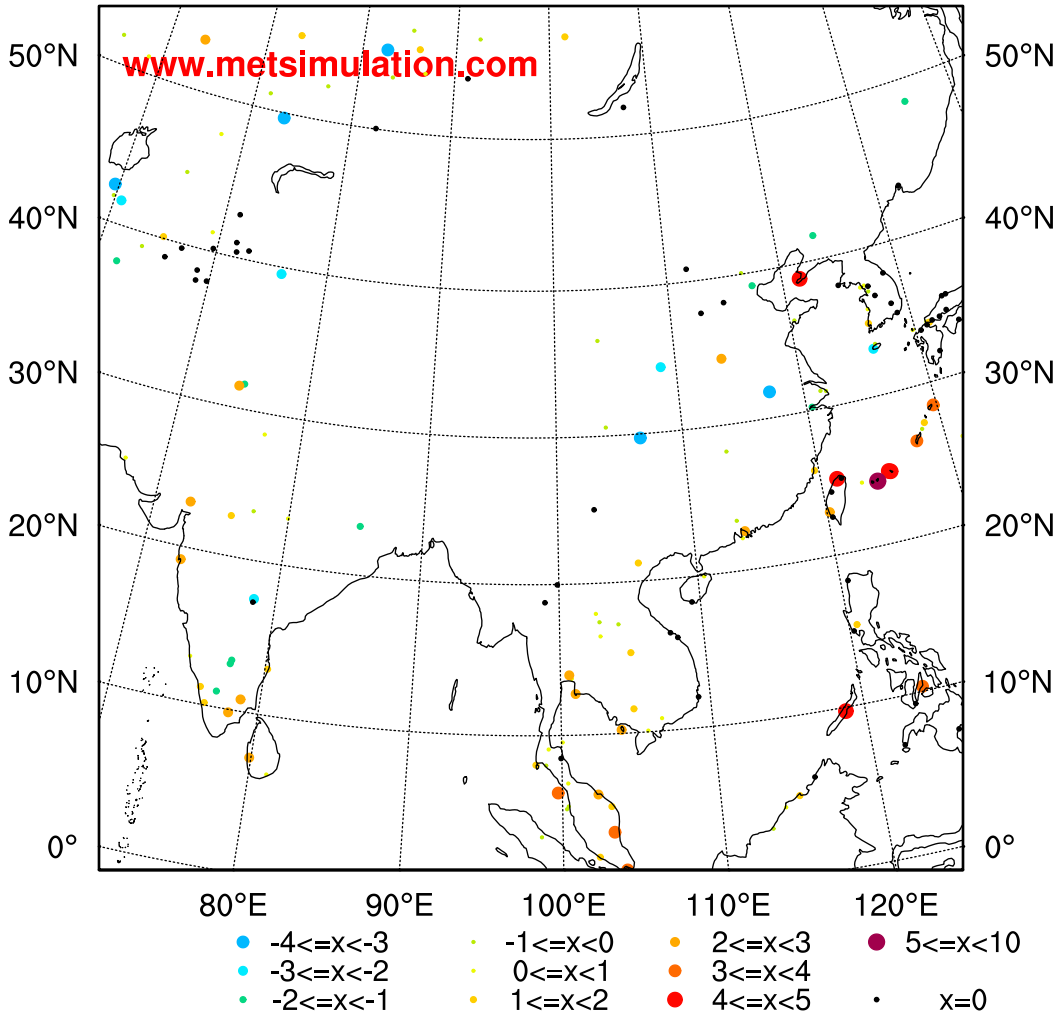 50°N 50°N
www.metsimulation.com
40°N 40°N
30°N 30°N
20°N 20°N
10°N 10°N
0° 0°
80°E 90°E 100°E 110°E 120°E
-4<=x<-3 -1<=x<0 2<=x<3 5<=x<10
-3<=x<-2 0<=x<1 3<=x<4
-2<=x<-1 1<=x<2 4<=x<5 x=0